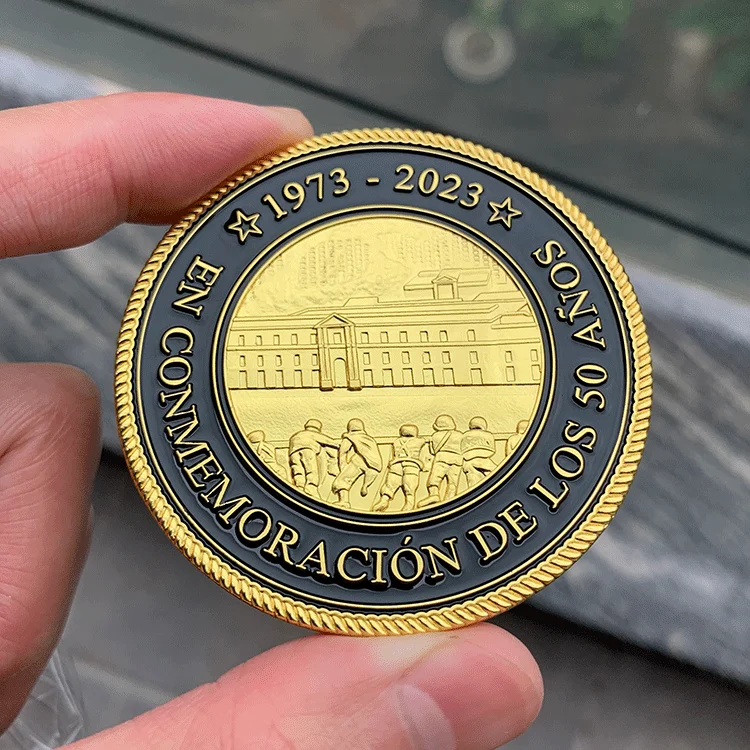 1973 - 2023
EN CONMEMORACIÓN DE LOS 50 AÑOS